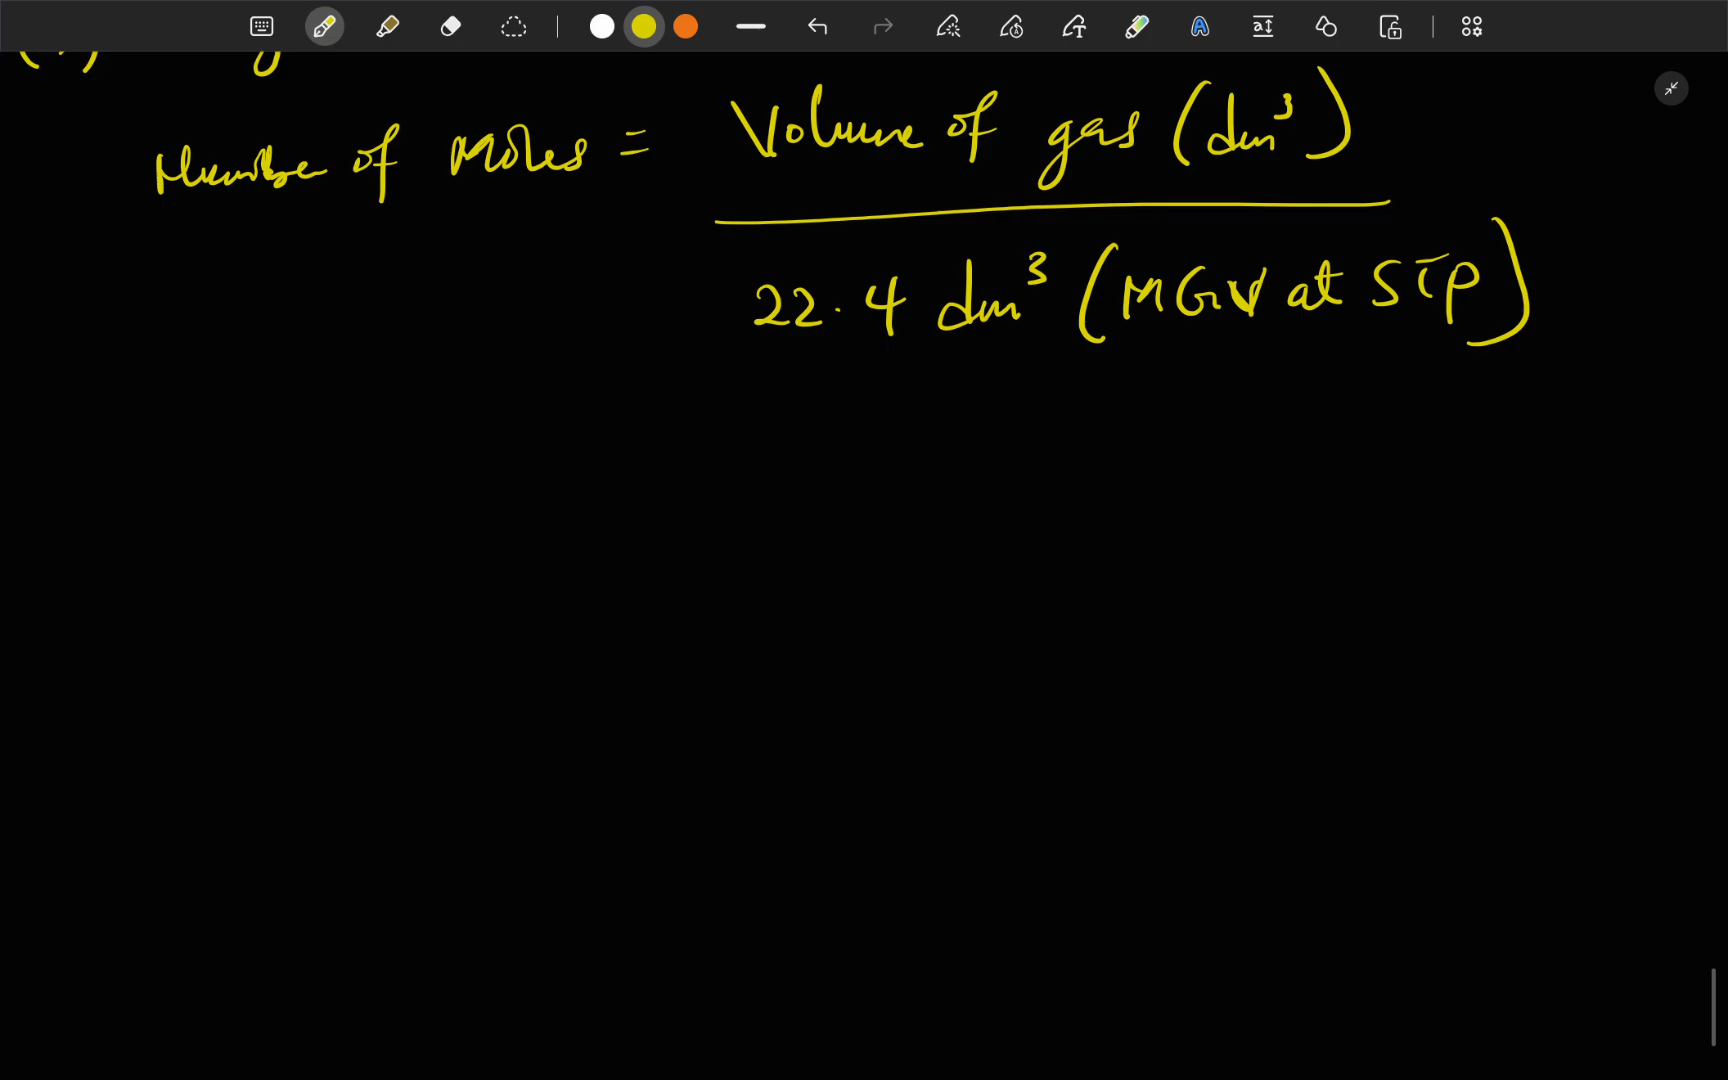 Number of Moles = Volume of gas (dm³)
22.4 dm³ (MGV at STP)